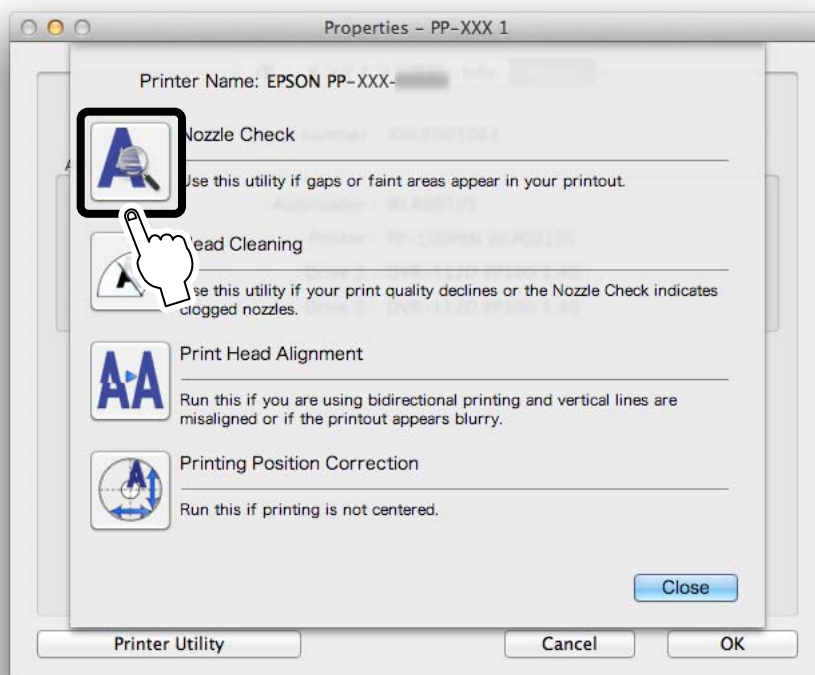 Properties – PP-XXX 1
Printer Name: EPSON PP-XXX-
Nozzle Check
Use this utility if gaps or faint areas appear in your printout.
Head Cleaning
Use this utility if your print quality declines or the Nozzle Check indicates
clogged nozzles.
Print Head Alignment
Run this if you are using bidirectional printing and vertical lines are
misaligned or if the printout appears blurry.
Printing Position Correction
Run this if printing is not centered.
Close
Printer Utility
Cancel
OK